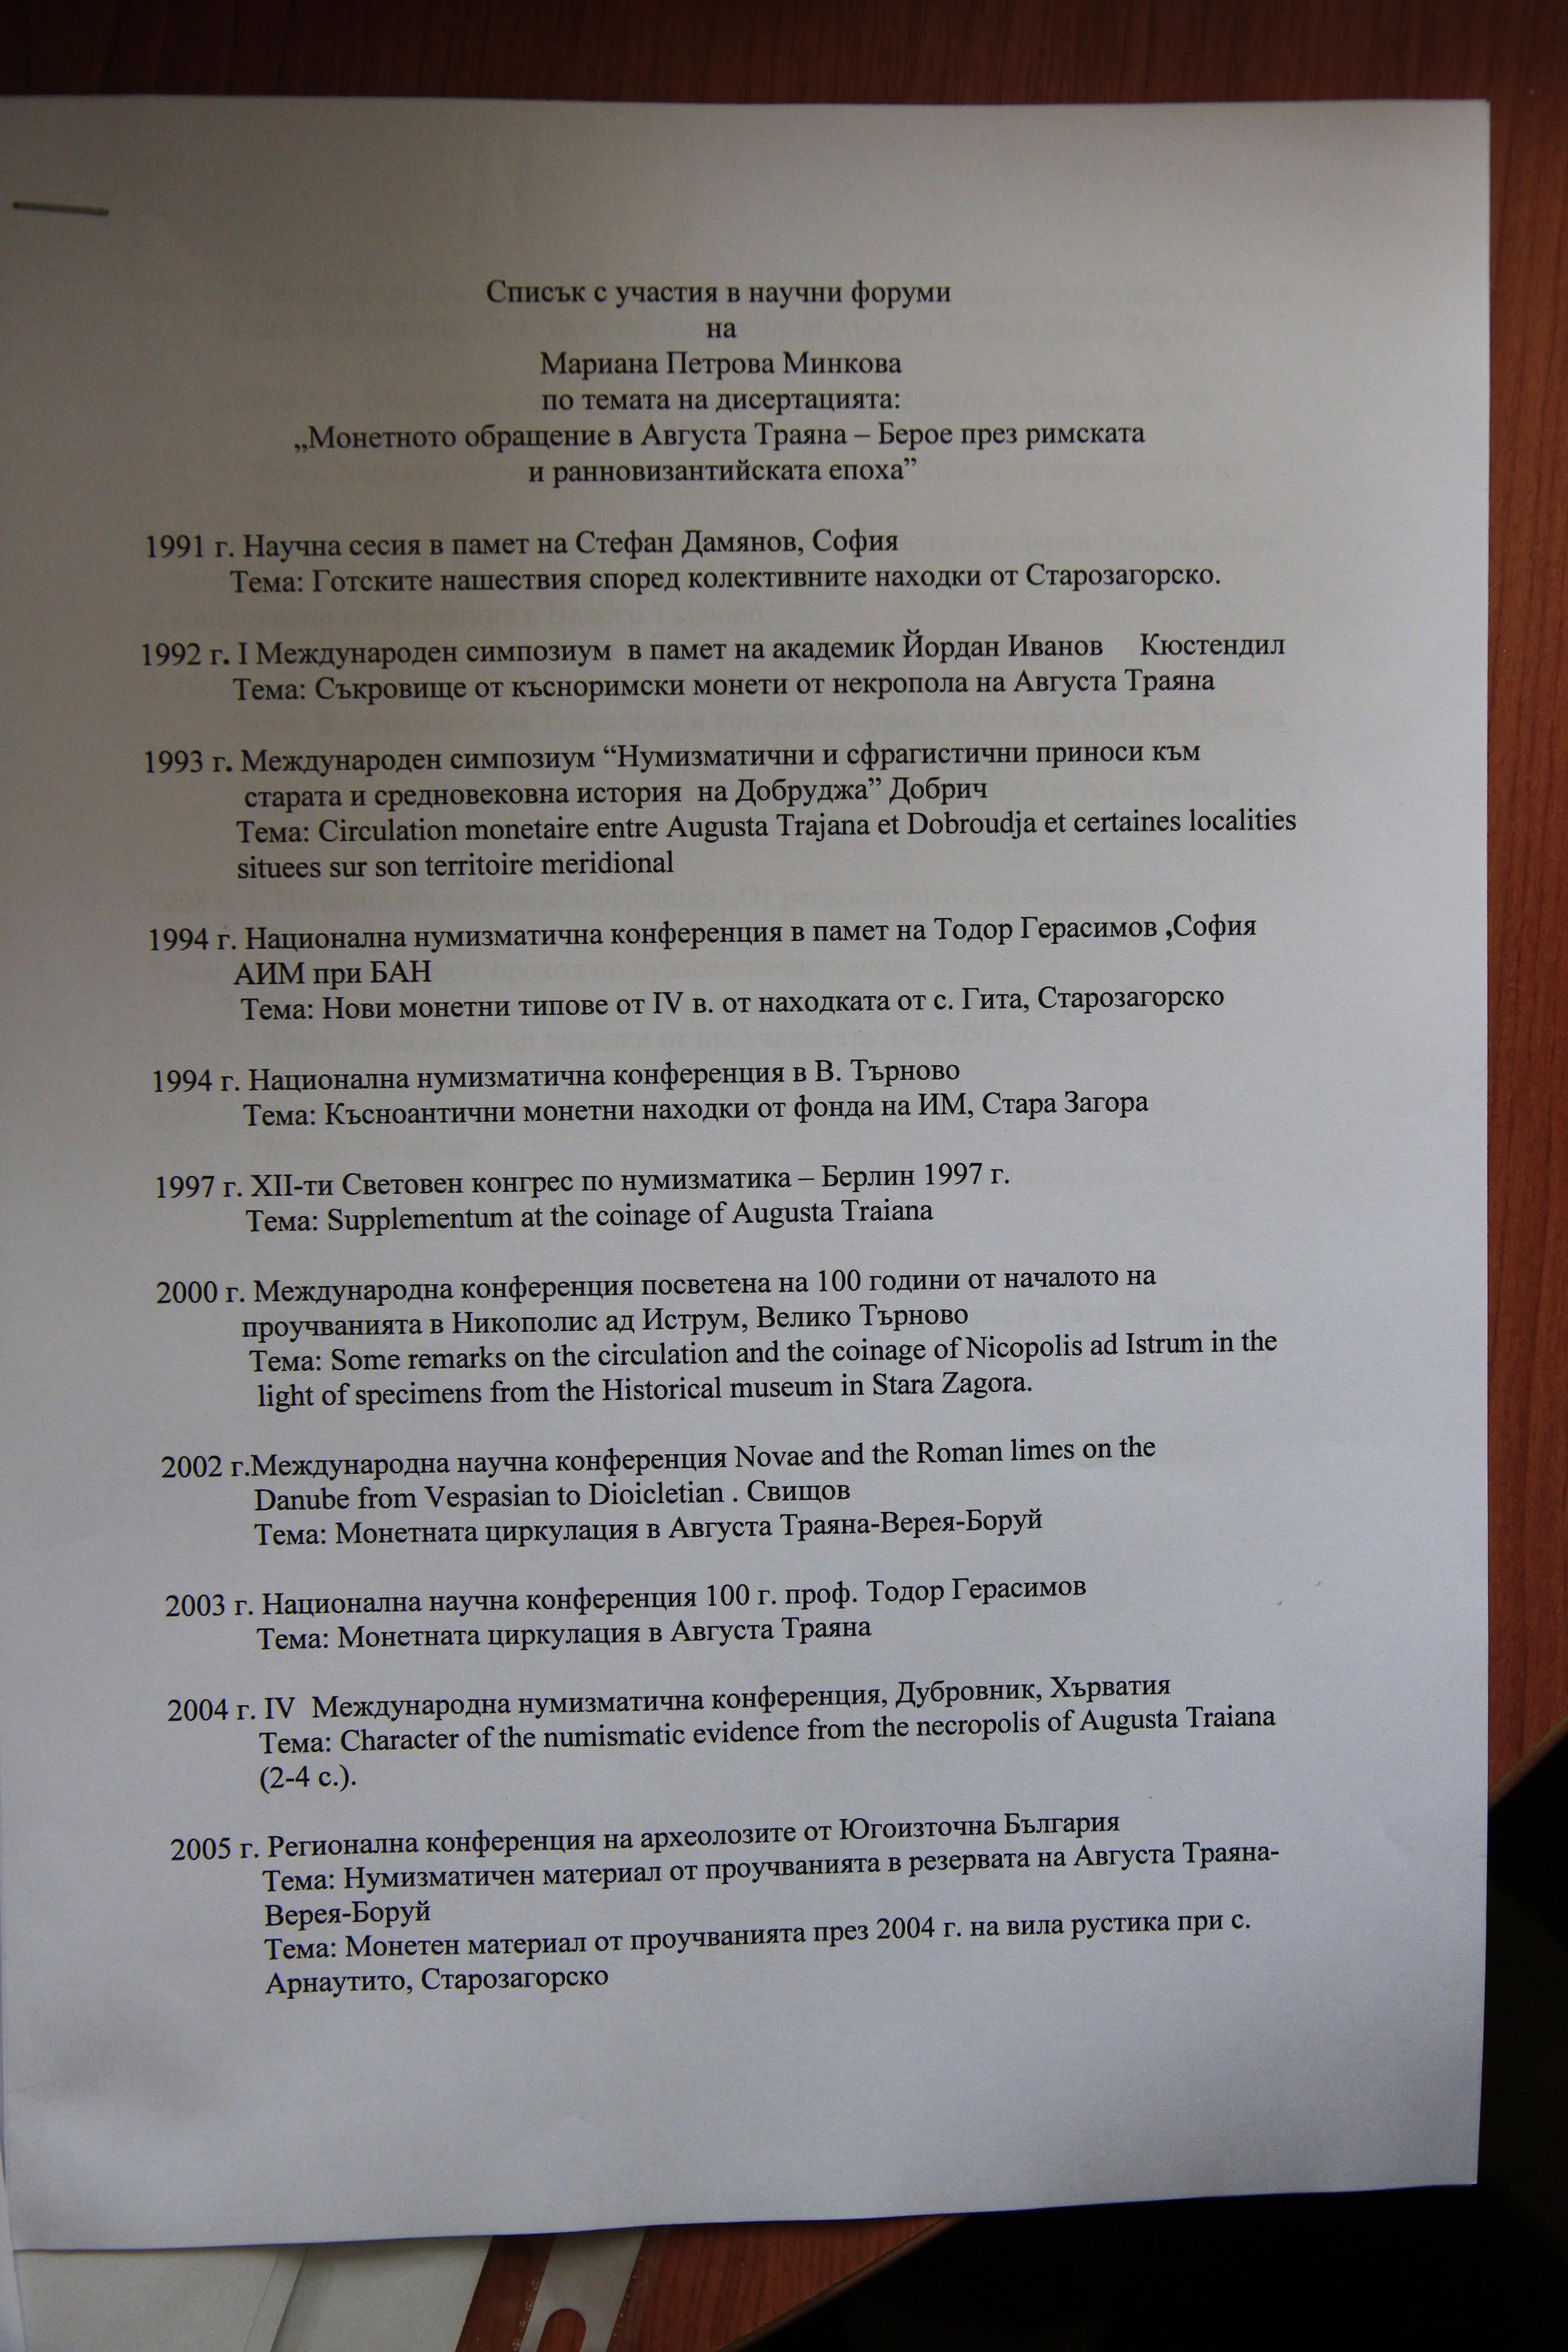 Списък с участия в научни форуми
на
Мариана Петрова Минкова
по темата на дисертацията:
„Монетното обращение в Августа Траяна – Берое през римската
и ранновизантийската епоха”
1991 г. Научна сесия в памет на Стефан Дамянов, София
Тема: Готските нашествия според колективните находки от Старозагорско.
1992 г. I Международен симпозиум в памет на академик Йордан Иванов Кюстендил
Тема: Съкровище от късноримски монети от некропола на Августа Траяна
1993 г. Международен симпозиум “Нумизматични и сфрагистични приноси към
старата и средновековна история на Добруджа” Добрич
Тема: Circulation monetaire entre Augusta Trajana et Dobroudja et certaines localities
situees sur son territoire meridional
1994 г. Национална нумизматична конференция в памет на Тодор Герасимов ,София
АИМ при БАН
Тема: Нови монетни типове от IV в. от находката от с. Гита, Старозагорско
1994 г. Национална нумизматична конференция в В. Търново
Тема: Късноантични монетни находки от фонда на ИМ, Стара Загора
1997 г. XII-ти Световен конгрес по нумизматика – Берлин 1997 г.
Тема: Supplementum at the coinage of Augusta Traiana
2000 г. Международна конференция посветена на 100 години от началото на
проучванията в Никополис ад Иструм, Велико Търново
Тема: Some remarks on the circulation and the coinage of Nicopolis ad Istrum in the
light of specimens from the Historical museum in Stara Zagora.
2002 г.Международна научна конференция Novae and the Roman limes on the
Danube from Vespasian to Dioicletian . Свищов
Тема: Монетната циркулация в Августа Траяна-Верея-Боруй
2003 г. Национална научна конференция 100 г. проф. Тодор Герасимов
Тема: Монетната циркулация в Августа Траяна
2004 г. IV Международна нумизматична конференция, Дубровник, Хърватия
Тема: Character of the numismatic evidence from the necropolis of Augusta Traiana
(2-4 c.).
2005 г. Регионална конференция на археолозите от Югоизточна България
Тема: Нумизматичен материал от проучванията в резервата на Августа Траяна-
Верея-Боруй
Тема: Монетен материал от проучванията през 2004 г. на вила рустика при с.
Арнаутито, Старозагорско